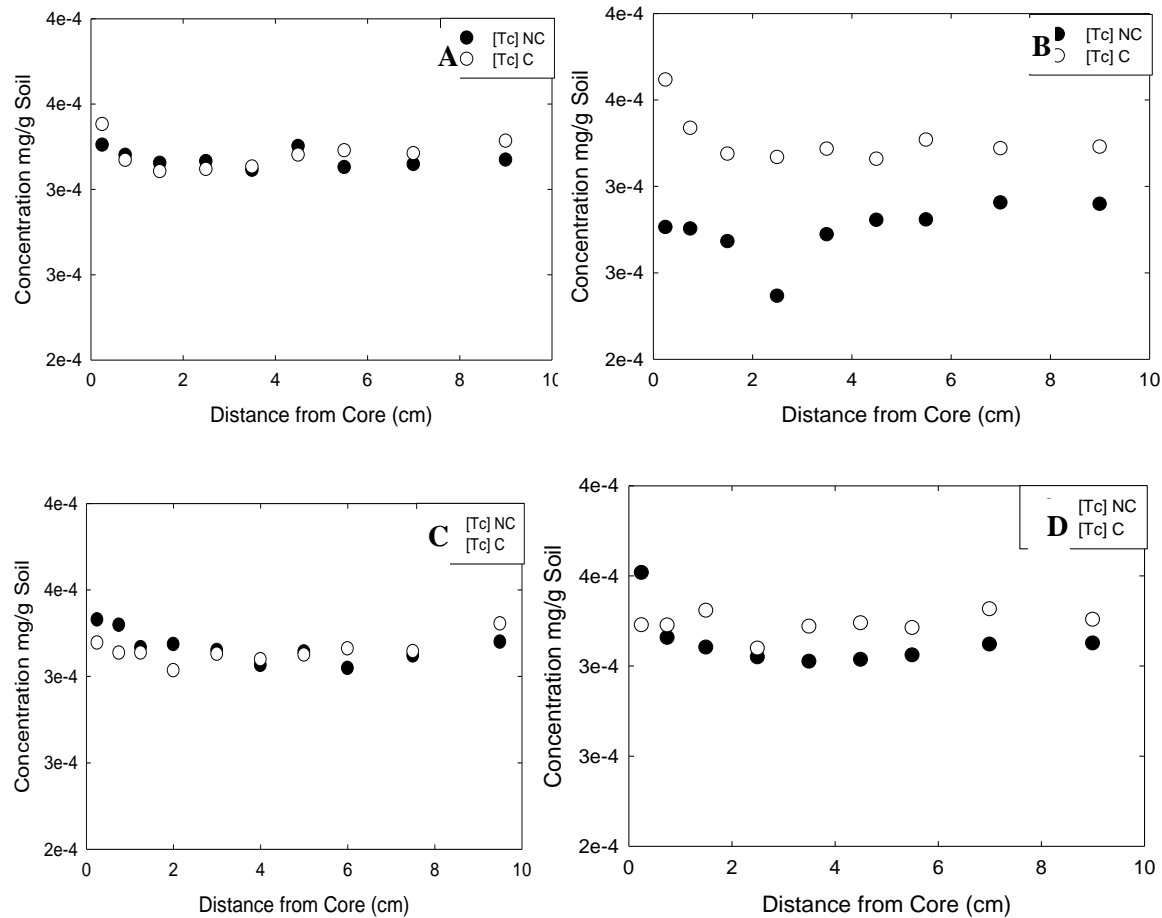 4e-4
[Tc] NC
A
[Tc] C
4e-4
3e-4
3e-4
2e-4
Concentration mg/g Soil
0 2 4 6 8 10
Distance from Core (cm)
4e-4
[Tc] NC
B
[Tc] C
4e-4
3e-4
3e-4
2e-4
Concentration mg/g Soil
0 2 4 6 8 10
Distance from Core (cm)
4e-4
[Tc] NC
C
[Tc] C
4e-4
3e-4
3e-4
2e-4
Concentration mg/g Soil
0 2 4 6 8 10
Distance from Core (cm)
4e-4
[Tc] NC
D
[Tc] C
4e-4
3e-4
3e-4
2e-4
Concentration mg/g Soil
0 2 4 6 8 10
Distance from Core (cm)